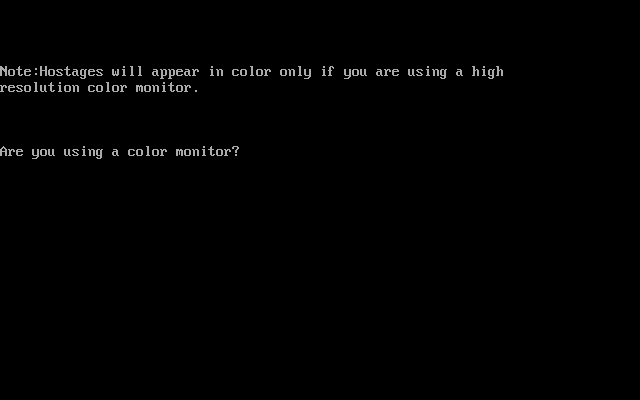 Note:Hostages will appear in color only if you are using a high
resolution color monitor.
Are you using a color monitor?